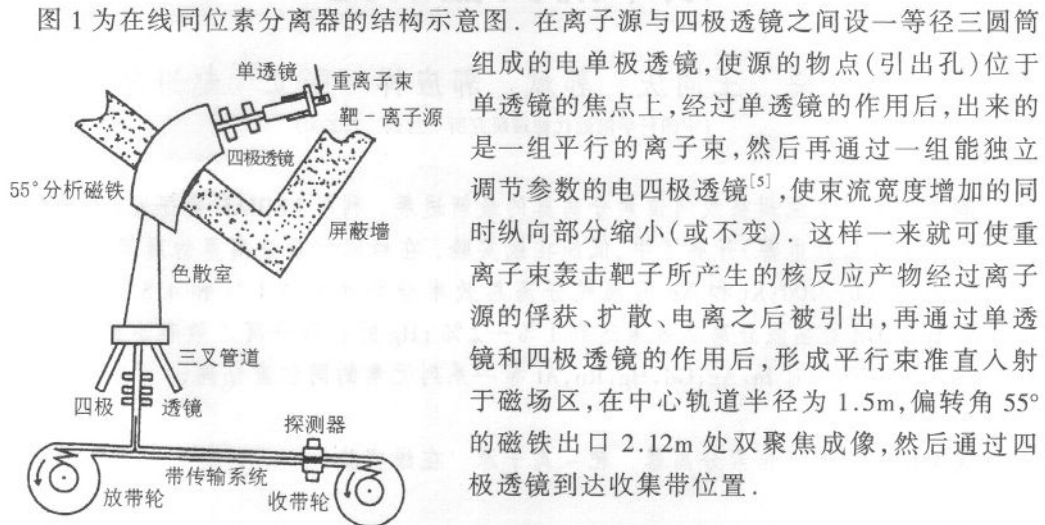 图 1 为在线同位素分离器的结构示意图. 在离子源与四极透镜之间设一等径三圆筒
组成的电单极透镜,使源的物点(引出孔)位于
单透镜的焦点上,经过单透镜的作用后,出来的
是一组平行的离子束,然后再通过一组能独立
调节参数的电四极透镜[5],使束流宽度增加的同
时纵向部分缩小(或不变). 这样一来就可使重
离子束轰击靶子所产生的核反应产物经过离子
源的俘获、扩散、电离之后被引出,再通过单透
镜和四极透镜的作用后,形成平行束准直入射
于磁场区,在中心轨道半径为 1.5m,偏转角 55°
的磁铁出口 2.12m 处双聚焦成像,然后通过四
极透镜到达收集带位置.
单透镜
重离子束
靶-离子源
四极透镜
55°分析磁铁
屏蔽墙
色散室
三叉管道
四极 透镜
探测器
带传输系统
放带轮
收带轮